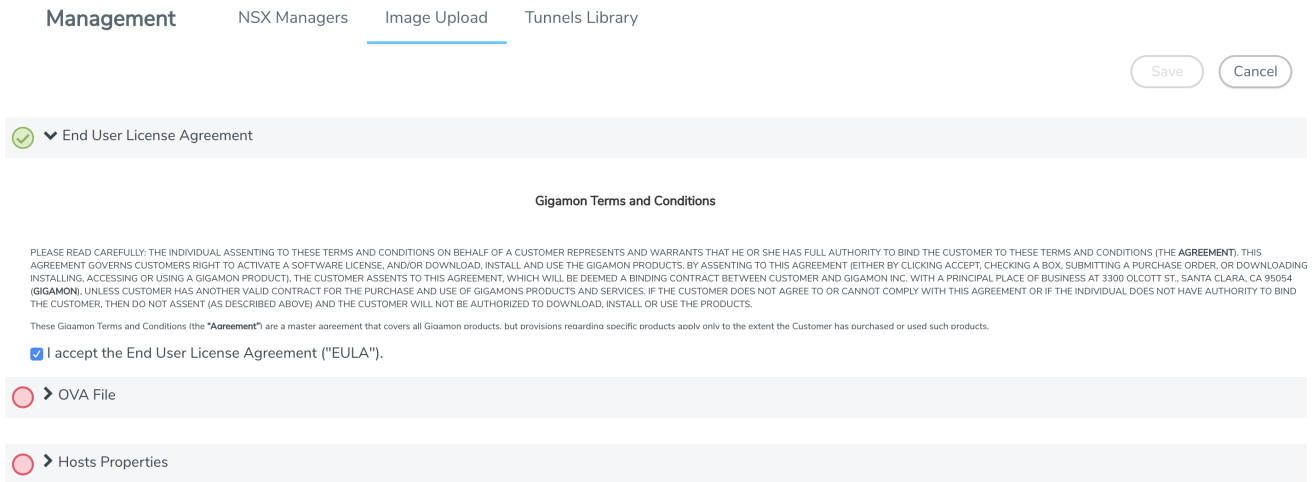 Management NSX Managers Image Upload Tunnels Library
Save Cancel
End User License Agreement
Gigamon Terms and Conditions
PLEASE READ CAREFULLY: THE INDIVIDUAL ASSENTING TO THESE TERMS AND CONDITIONS ON BEHALF OF A CUSTOMER REPRESENTS AND WARRANTS THAT HE OR SHE HAS FULL AUTHORITY TO BIND THE CUSTOMER TO THESE TERMS AND CONDITIONS (THE AGREEMENT). THIS
AGREEMENT GOVERNS CUSTOMERS RIGHT TO ACTIVATE A SOFTWARE LICENSE, AND/OR DOWNLOAD, INSTALL AND USE THE GIGAMON PRODUCTS. BY ASSENTING TO THIS AGREEMENT (EITHER BY CLICKING ACCEPT, CHECKING A BOX, SUBMITTING A PURCHASE ORDER, OR DOWNLOADING
INSTALLING, ACCESSING OR USING A GIGAMON PRODUCT), THE CUSTOMER ASSENTS TO THIS AGREEMENT, WHICH WILL BE DEEMED A BINDING CONTRACT BETWEEN CUSTOMER AND GIGAMON INC. WITH A PRINCIPAL PLACE OF BUSINESS AT 3300 OLCOTT ST., SANTA CLARA, CA 95054
(GIGAMON), UNLESS CUSTOMER HAS ANOTHER VALID CONTRACT FOR THE PURCHASE AND USE OF GIGAMONS PRODUCTS AND SERVICES. IF THE CUSTOMER DOES NOT AGREE TO OR CANNOT COMPLY WITH THIS AGREEMENT OR IF THE INDIVIDUAL DOES NOT HAVE AUTHORITY TO BIND
THE CUSTOMER, THEN DO NOT ASSENT (AS DESCRIBED ABOVE) AND THE CUSTOMER WILL NOT BE AUTHORIZED TO DOWNLOAD, INSTALL OR USE THE PRODUCTS.
These Gigamon Terms and Conditions (the "Agreement") are a master agreement that covers all Gigamon products, but provisions regarding specific products apply only to the extent the Customer has purchased or used such products.
I accept the End User License Agreement ("EULA").
OVA File
Hosts Properties